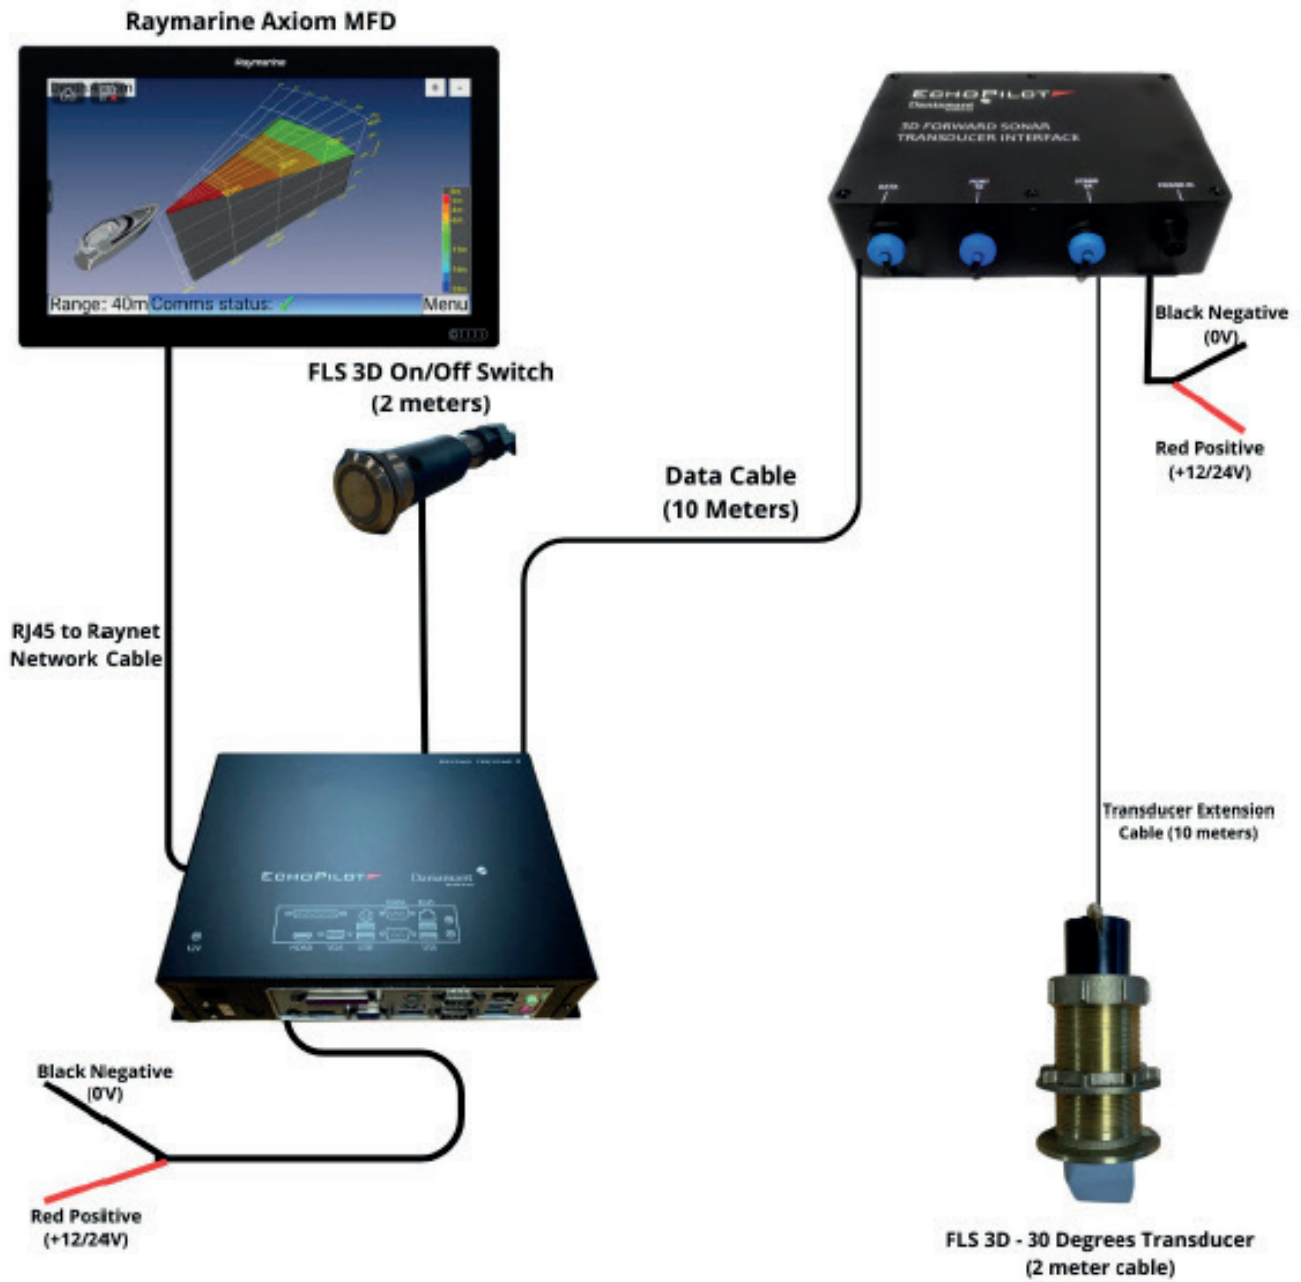 Raymarine Axiom MFD
Raymarine
+ -
Range: 40m Comms status: Menu
ECHOPILOT
3D FORWARD SONAR
TRANSDUCER INTERFACE
DATA
Black Negative
(0V)
Red Positive
(+12/24V)
FLS 3D On/Off Switch
(2 meters)
Data Cable
(10 Meters)
RJ45 to Raynet
Network Cable
Transducer Extension
Cable (10 meters)
ECHOPILOT
12V
Black Negative
(0V)
Red Positive
(+12/24V)
FLS 3D - 30 Degrees Transducer
(2 meter cable)